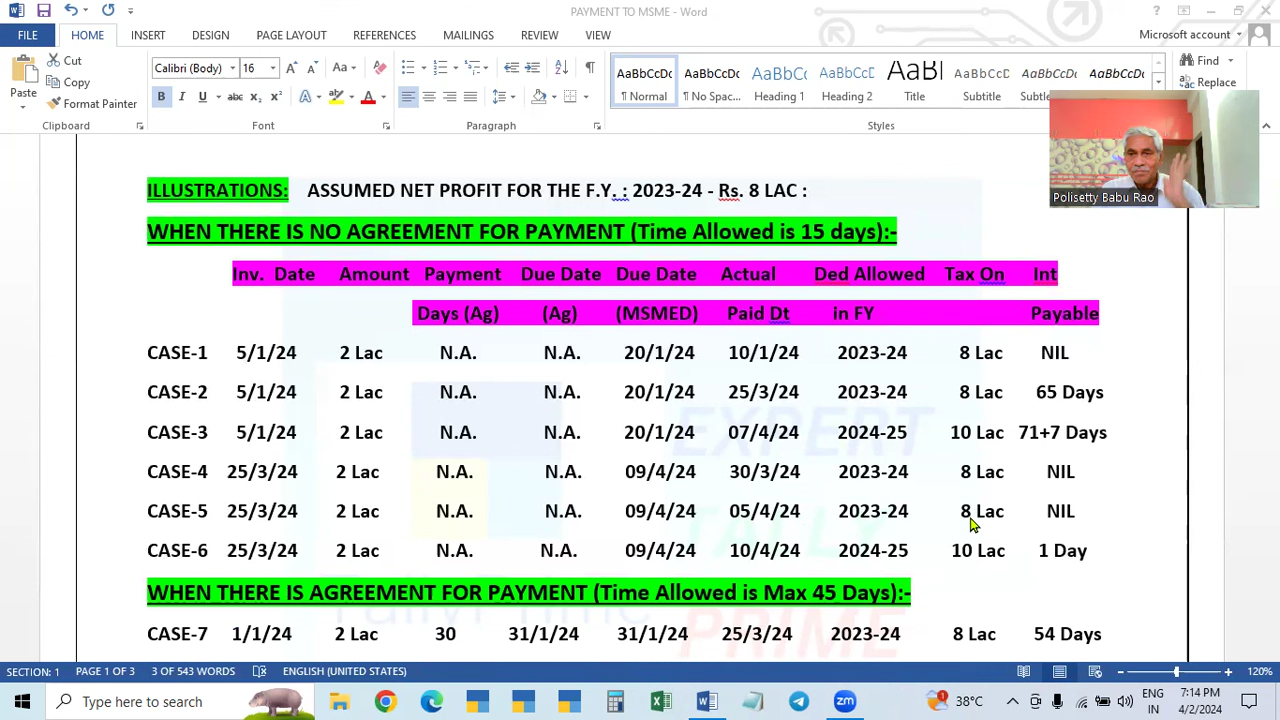 PAYMENT TO MSME - Word
FILE HOME INSERT DESIGN PAGE LAYOUT REFERENCES MAILINGS REVIEW VIEW Microsoft account
Paste Cut Copy Format Painter
Calibri (Body) 16
AaBbCcDc AaBbCcDc AaBbCc AaBbCcD AaBl AaBbCcD AaBbCcDc AaBbCcDc
¶ Normal ¶ No Spac... Heading 1 Heading 2 Title Subtitle
Find
Replace
Clipboard Font Paragraph Styles
Polisetty Babu Rao
ILLUSTRATIONS: ASSUMED NET PROFIT FOR THE F.Y. : 2023-24 - Rs. 8 LAC :
WHEN THERE IS NO AGREEMENT FOR PAYMENT (Time Allowed is 15 days):-
Inv. Date Amount Payment Due Date Due Date Actual Ded Allowed Tax On Int
Days (Ag) (Ag) (MSMED) Paid Dt in FY Payable
CASE-1 5/1/24 2 Lac N.A. N.A. 20/1/24 10/1/24 2023-24 8 Lac NIL
CASE-2 5/1/24 2 Lac N.A. N.A. 20/1/24 25/3/24 2023-24 8 Lac 65 Days
CASE-3 5/1/24 2 Lac N.A. N.A. 20/1/24 07/4/24 2024-25 10 Lac 71+7 Days
CASE-4 25/3/24 2 Lac N.A. N.A. 09/4/24 30/3/24 2023-24 8 Lac NIL
CASE-5 25/3/24 2 Lac N.A. N.A. 09/4/24 05/4/24 2023-24 8 Lac NIL
CASE-6 25/3/24 2 Lac N.A. N.A. 09/4/24 10/4/24 2024-25 10 Lac 1 Day
WHEN THERE IS AGREEMENT FOR PAYMENT (Time Allowed is Max 45 Days):-
CASE-7 1/1/24 2 Lac 30 31/1/24 31/1/24 25/3/24 2023-24 8 Lac 54 Days
EXPERT
TALLY
PRIME
SECTION: 1 PAGE 1 OF 3 3 OF 543 WORDS ENGLISH (UNITED STATES) 120%
Type here to search 38°C ENG 7:14 PM
IN 4/2/2024